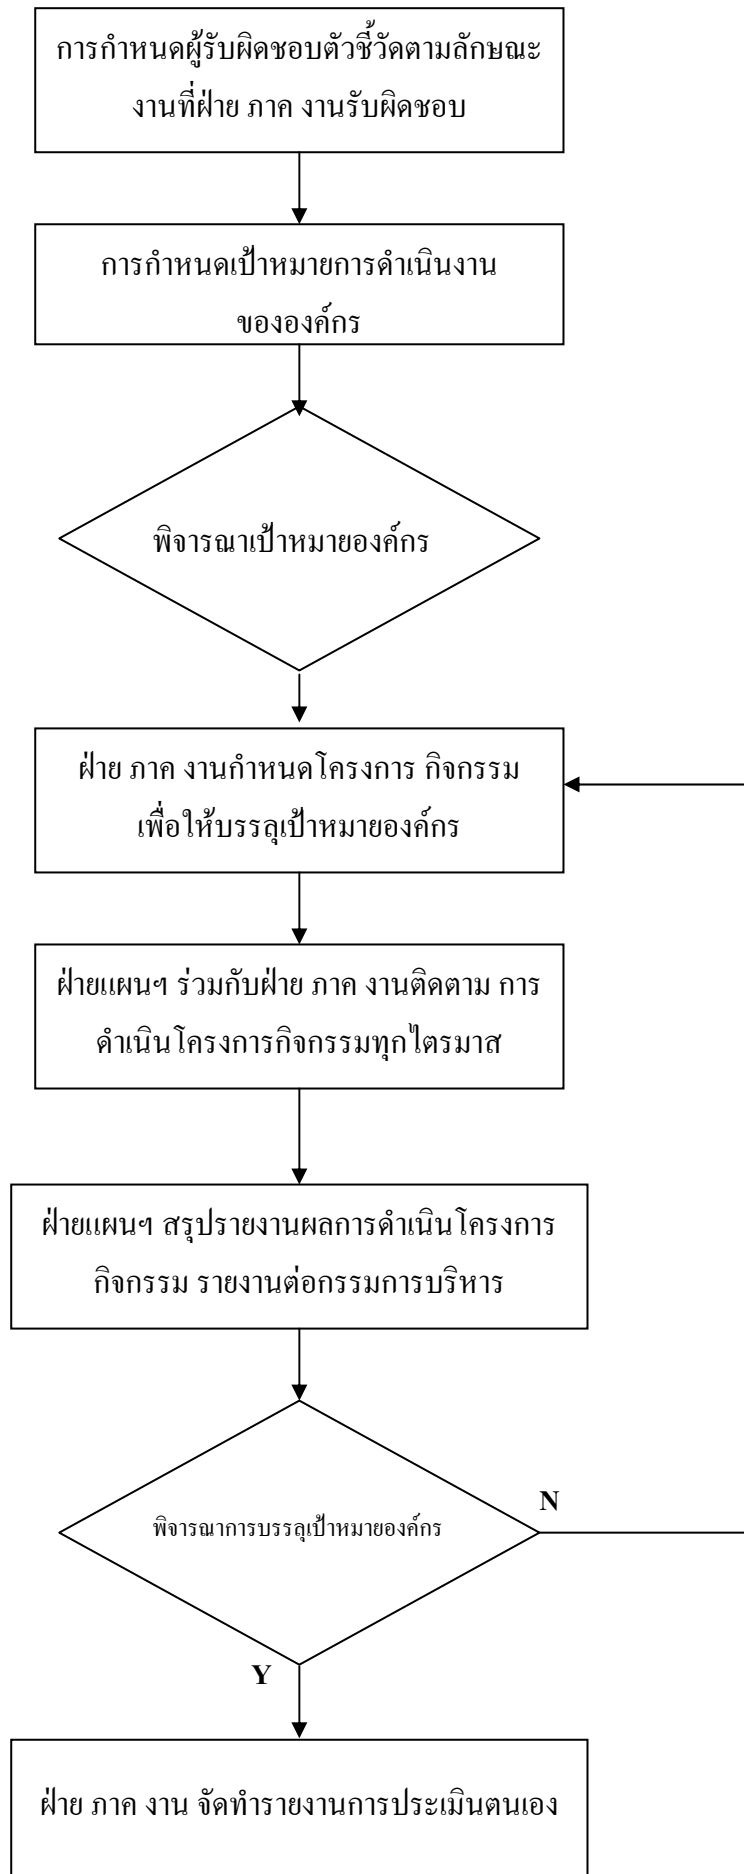 การกำหนดผู้รับผิดชอบตัวชี้วัดตามลักษณะ
งานที่ฝ่าย ภาค งานรับผิดชอบ
การกำหนดเป้าหมายการดำเนินงาน
ขององค์กร
พิจารณาเป้าหมายองค์กร
ฝ่าย ภาค งานกำหนดโครงการ กิจกรรม
เพื่อให้บรรลุเป้าหมายองค์กร
ฝ่ายแผนฯ ร่วมกับฝ่าย ภาค งานติดตาม การ
ดำเนินโครงการกิจกรรมทุกไตรมาส
ฝ่ายแผนฯ สรุปรายงานผลการดำเนินโครงการ
กิจกรรม รายงานต่อกรรมการบริหาร
N
พิจารณาการบรรลุเป้าหมายองค์กร
Y
ฝ่าย ภาค งาน จัดทำรายงานการประเมินตนเอง